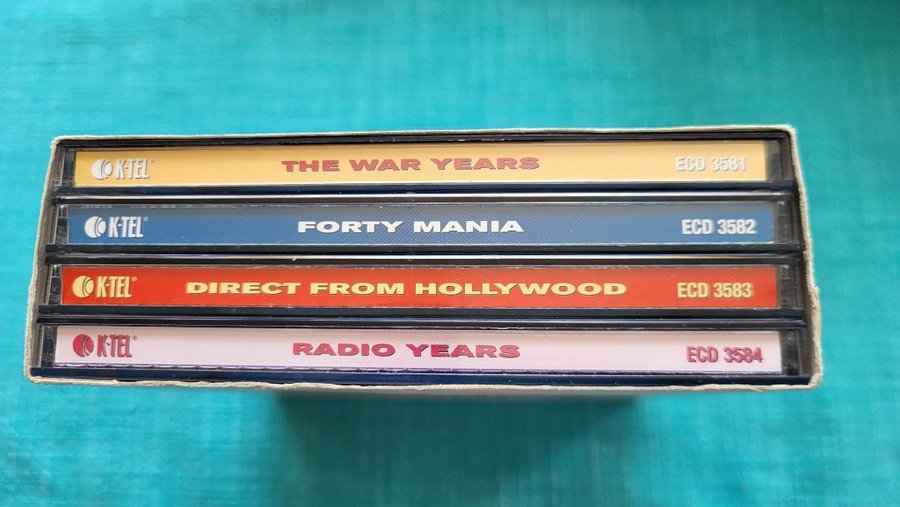 K-TEL® THE WAR YEARS ECD 3581
K-TEL® FORTY MANIA ECD 3582
K-TEL® DIRECT FROM HOLLYWOOD ECD 3583
K-TEL® RADIO YEARS ECD 3584